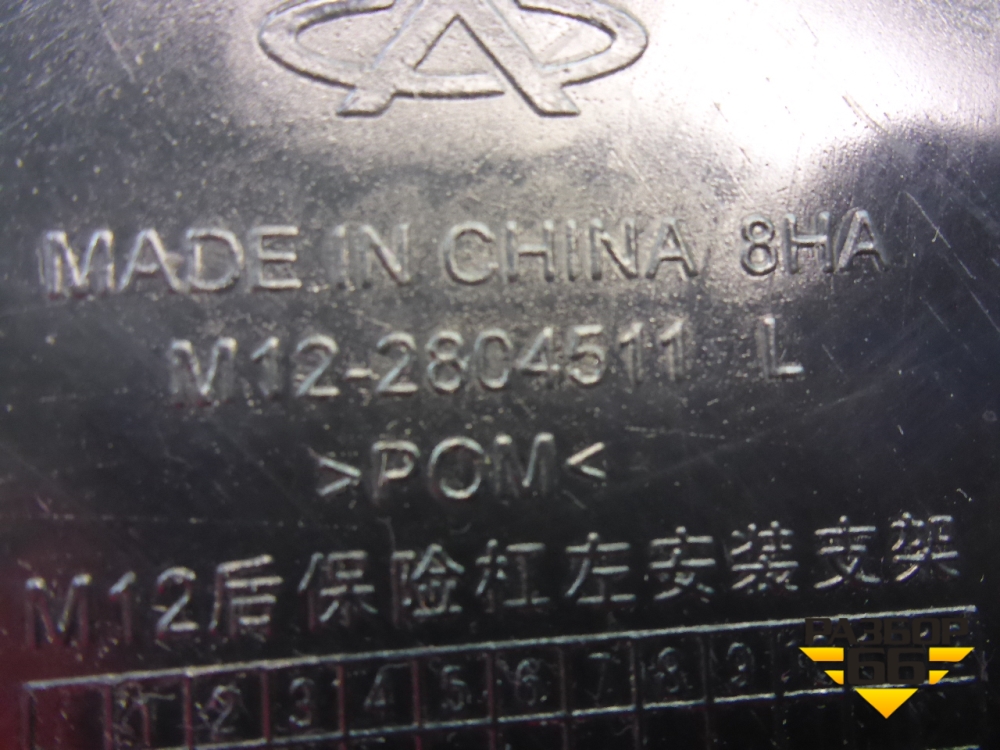 MADE IN CHINA 8HA
M12-2804511 L
>POM<
M12后保险杠左安装支架
1 2 3 4 5 6 7 8 9
РАЗБОР
66